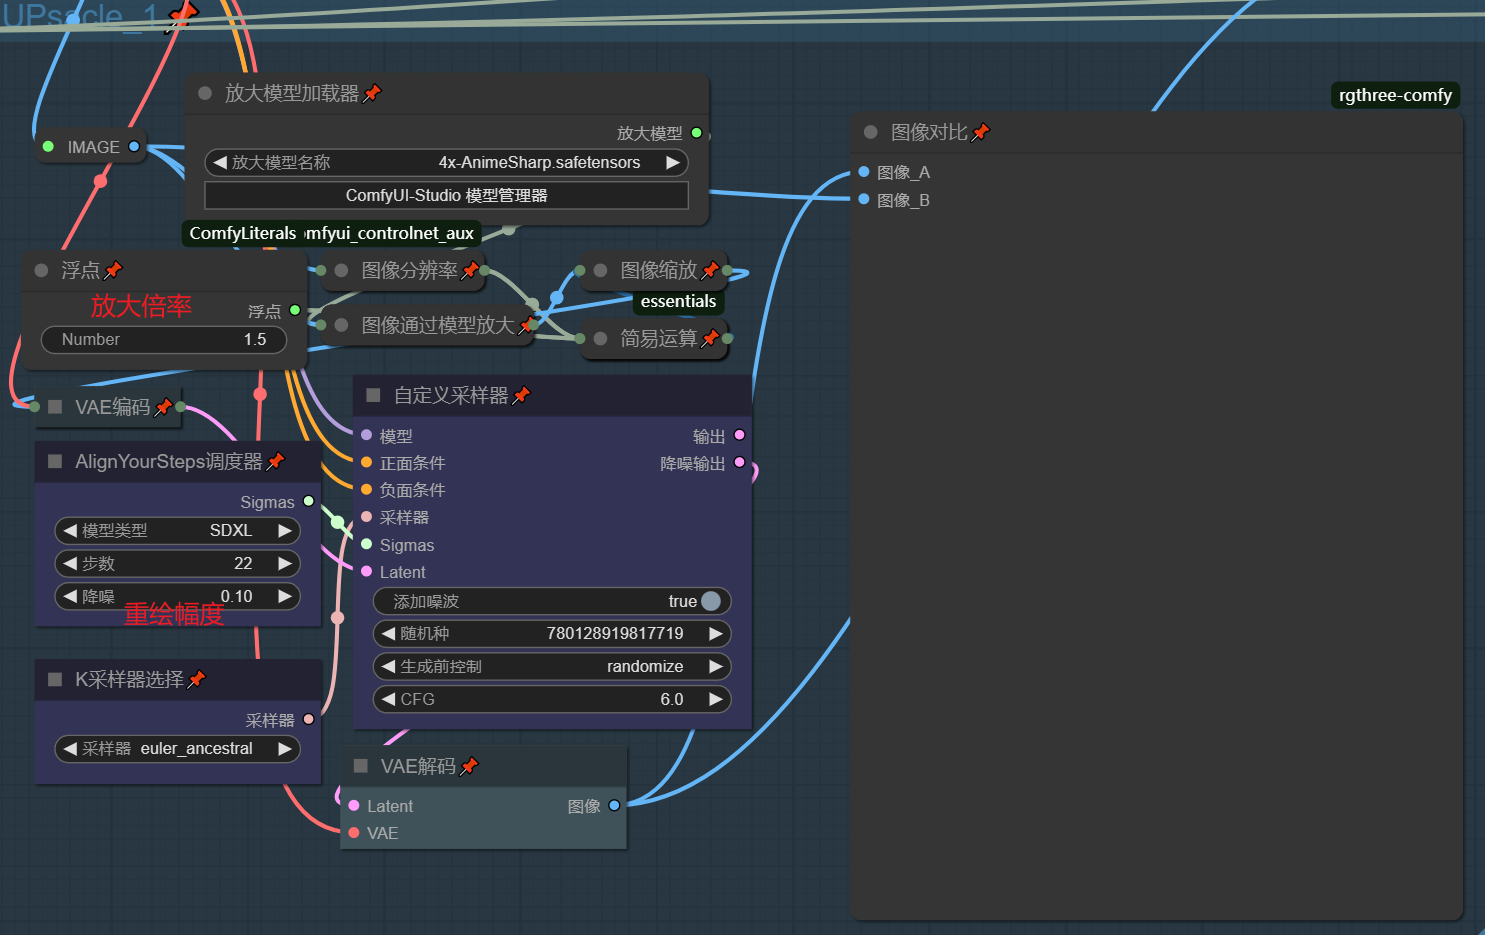 UPsacle_1
放大模型加载器
放大模型
放大模型名称 4x-AnimeSharp.safetensors
ComfyUI-Studio 模型管理器
rgthree-comfy
图像对比
图像_A
图像_B
IMAGE
ComfyLiterals
mfyui_controlnet_aux
浮点
放大倍率
浮点
Number 1.5
图像分辨率
图像缩放
essentials
图像通过模型放大
简易运算
VAE编码
自定义采样器
模型 输出
正面条件 降噪输出
负面条件
采样器
Sigmas
Latent
添加噪波 true
随机种 780128919817719
生成前控制 randomize
CFG 6.0
AlignYourSteps调度器
Sigmas
模型类型 SDXL
步数 22
降噪 0.10
重绘幅度
K采样器选择
采样器
采样器 euler_ancestral
VAE解码
Latent 图像
VAE